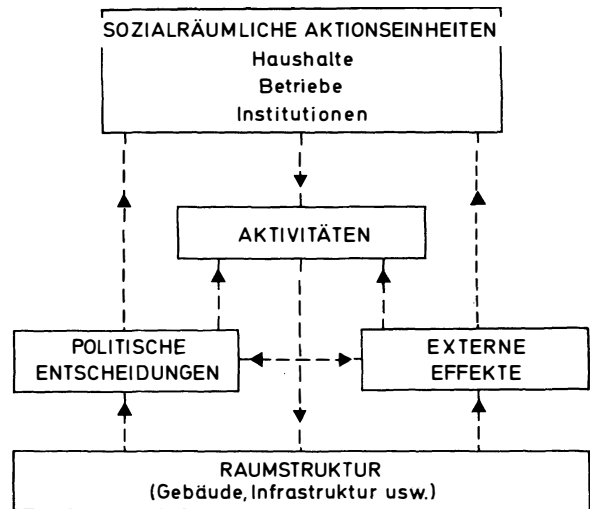 SOZIALRÄUMLICHE AKTIONSEINHEITEN
Haushalte
Betriebe
Institutionen
AKTIVITÄTEN
POLITISCHE
ENTSCHEIDUNGEN
EXTERNE
EFFEKTE
RAUMSTRUKTUR
(Gebäude, Infrastruktur usw.)